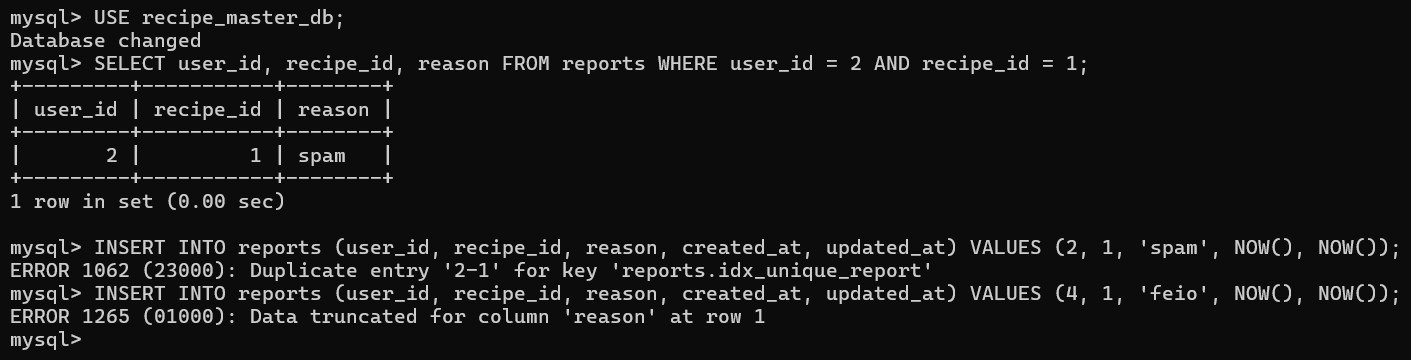 mysql> USE recipe_master_db;
Database changed
mysql> SELECT user_id, recipe_id, reason FROM reports WHERE user_id = 2 AND recipe_id = 1;
+---------+-----------+--------+
| user_id | recipe_id | reason |
+---------+-----------+--------+
|       2 |         1 | spam   |
+---------+-----------+--------+
1 row in set (0.00 sec)

mysql> INSERT INTO reports (user_id, recipe_id, reason, created_at, updated_at) VALUES (2, 1, 'spam', NOW(), NOW());
ERROR 1062 (23000): Duplicate entry '2-1' for key 'reports.idx_unique_report'
mysql> INSERT INTO reports (user_id, recipe_id, reason, created_at, updated_at) VALUES (4, 1, 'feio', NOW(), NOW());
ERROR 1265 (01000): Data truncated for column 'reason' at row 1
mysql>